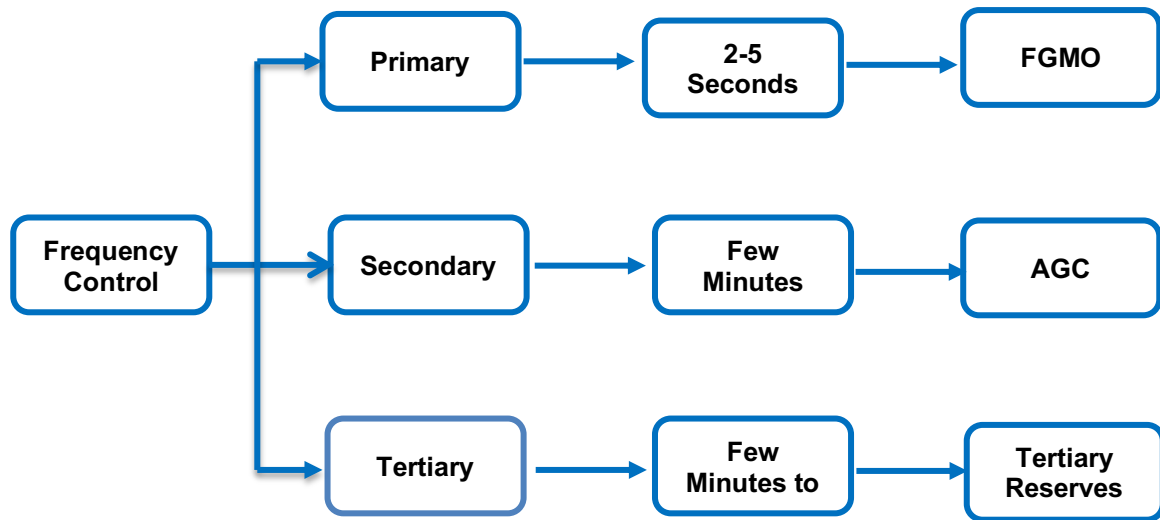 Primary
2-5
Seconds
FGMO
Frequency
Control
Secondary
Few
Minutes
AGC
Tertiary
Few
Minutes to
Tertiary
Reserves